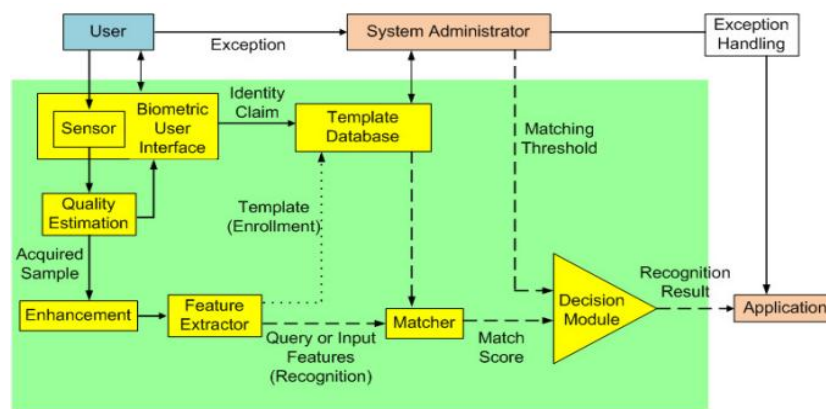 User
Exception
System Administrator
Exception
Handling
Sensor
Biometric
User
Interface
Identity
Claim
Template
Database
Matching
Threshold
Quality
Estimation
Template
(Enrollment)
Acquired
Sample
Enhancement
Feature
Extractor
Query or Input
Features
(Recognition)
Matcher
Match
Score
Decision
Module
Recognition
Result
Application